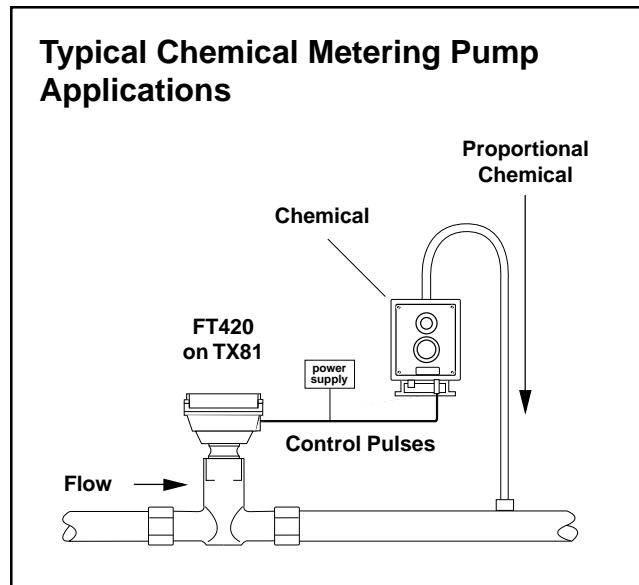 Typical Chemical Metering Pump
Applications
Proportional
Chemical
Chemical
FT420
on TX81
power
supply
Control Pulses
Flow